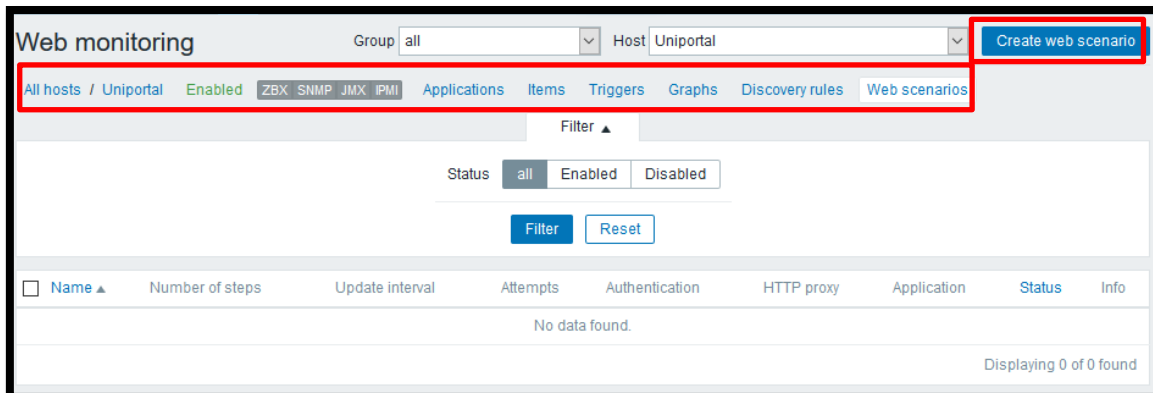 Web monitoring Group all Host Uniportal Create web scenario
All hosts / Uniportal Enabled ZBX SNMP JMX IPMI Applications Items Triggers Graphs Discovery rules Web scenarios
Filter ▲
Status all Enabled Disabled
Filter Reset
Name ▲ Number of steps Update interval Attempts Authentication HTTP proxy Application Status Info
No data found.
Displaying 0 of 0 found